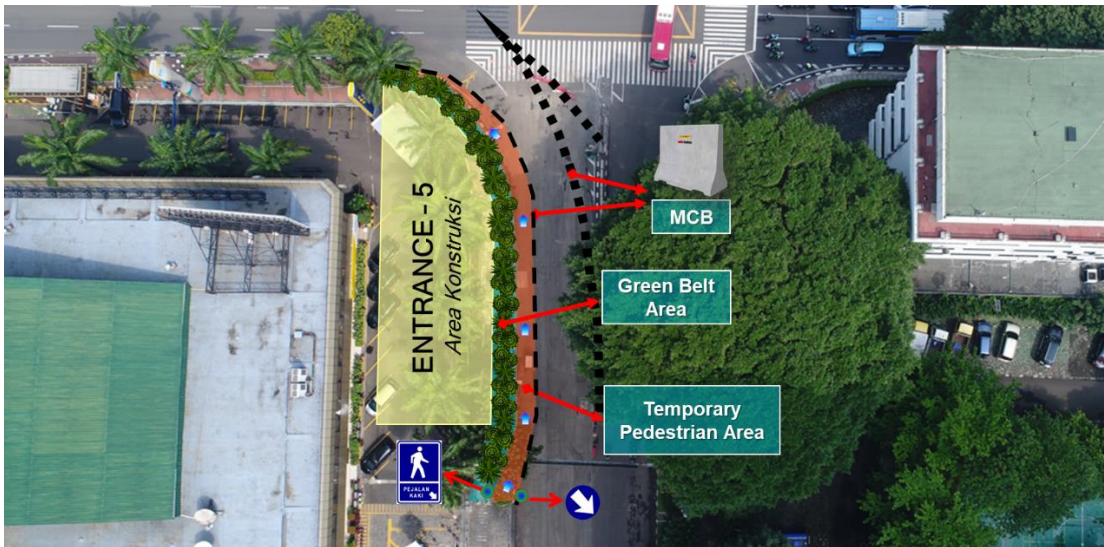 ENTRANCE - 5
Area Konstruksi
MCB
Green Belt
Area
Temporary
Pedestrian Area
PEJALAN
KAKI